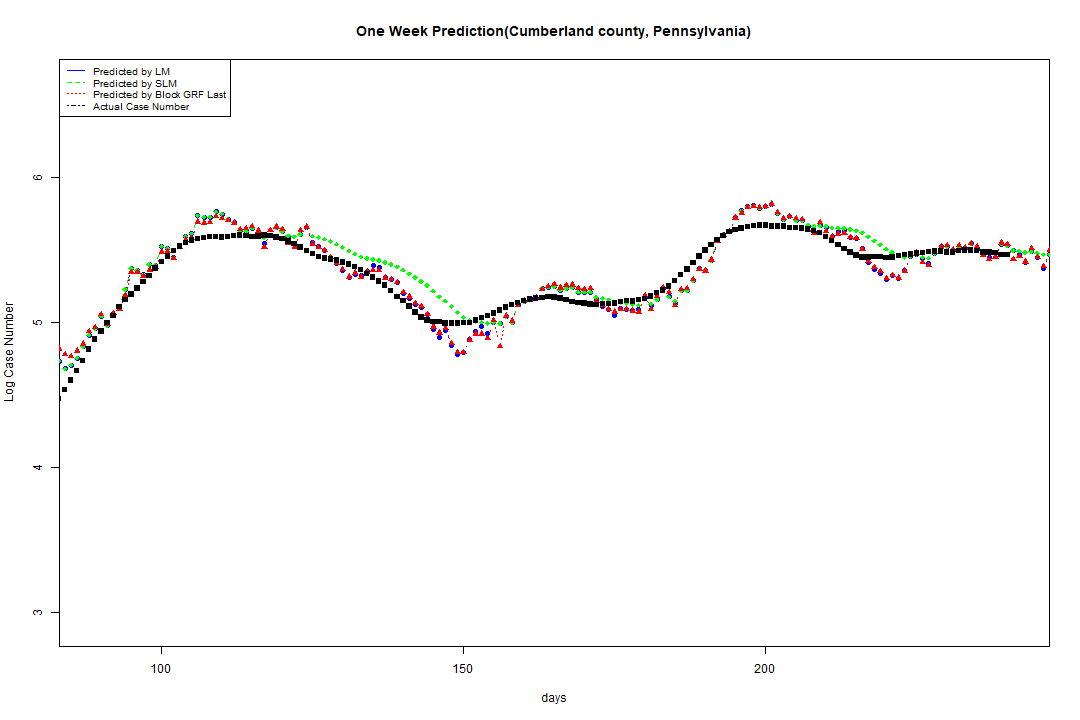 One Week Prediction(Cumberland county, Pennsylvania)
Predicted by LM
Predicted by SLM
Predicted by Block GRF Last
Actual Case Number
6
5
4
3
Log Case Number
100 150 200
days